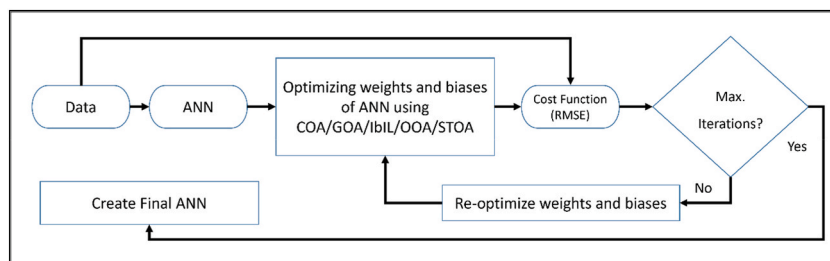 Data
ANN
Optimizing weights and biases
of ANN using
COA/GOA/IbIL/OOA/STOA
Cost Function
(RMSE)
Max.
Iterations?
Yes
No
Re-optimize weights and biases
Create Final ANN